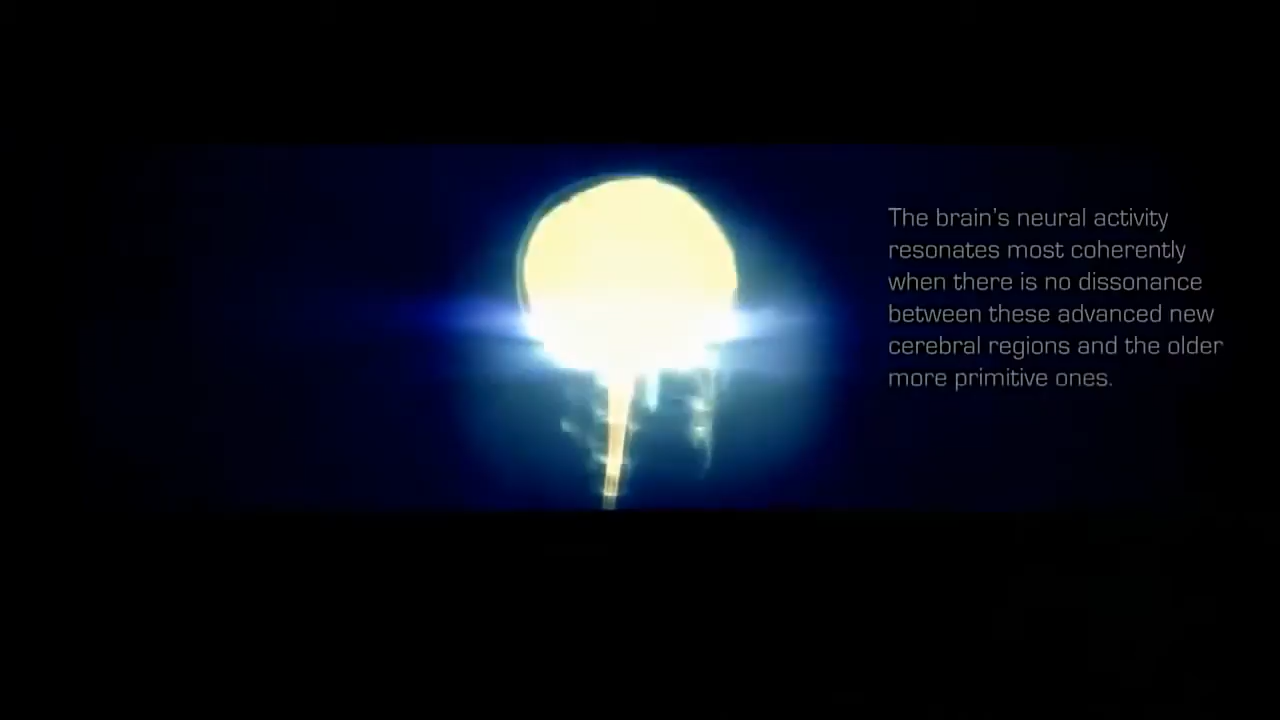 The brain's neural activity
resonates most coherently
when there is no dissonance
between these advanced new
cerebral regions and the older
more primitive ones.